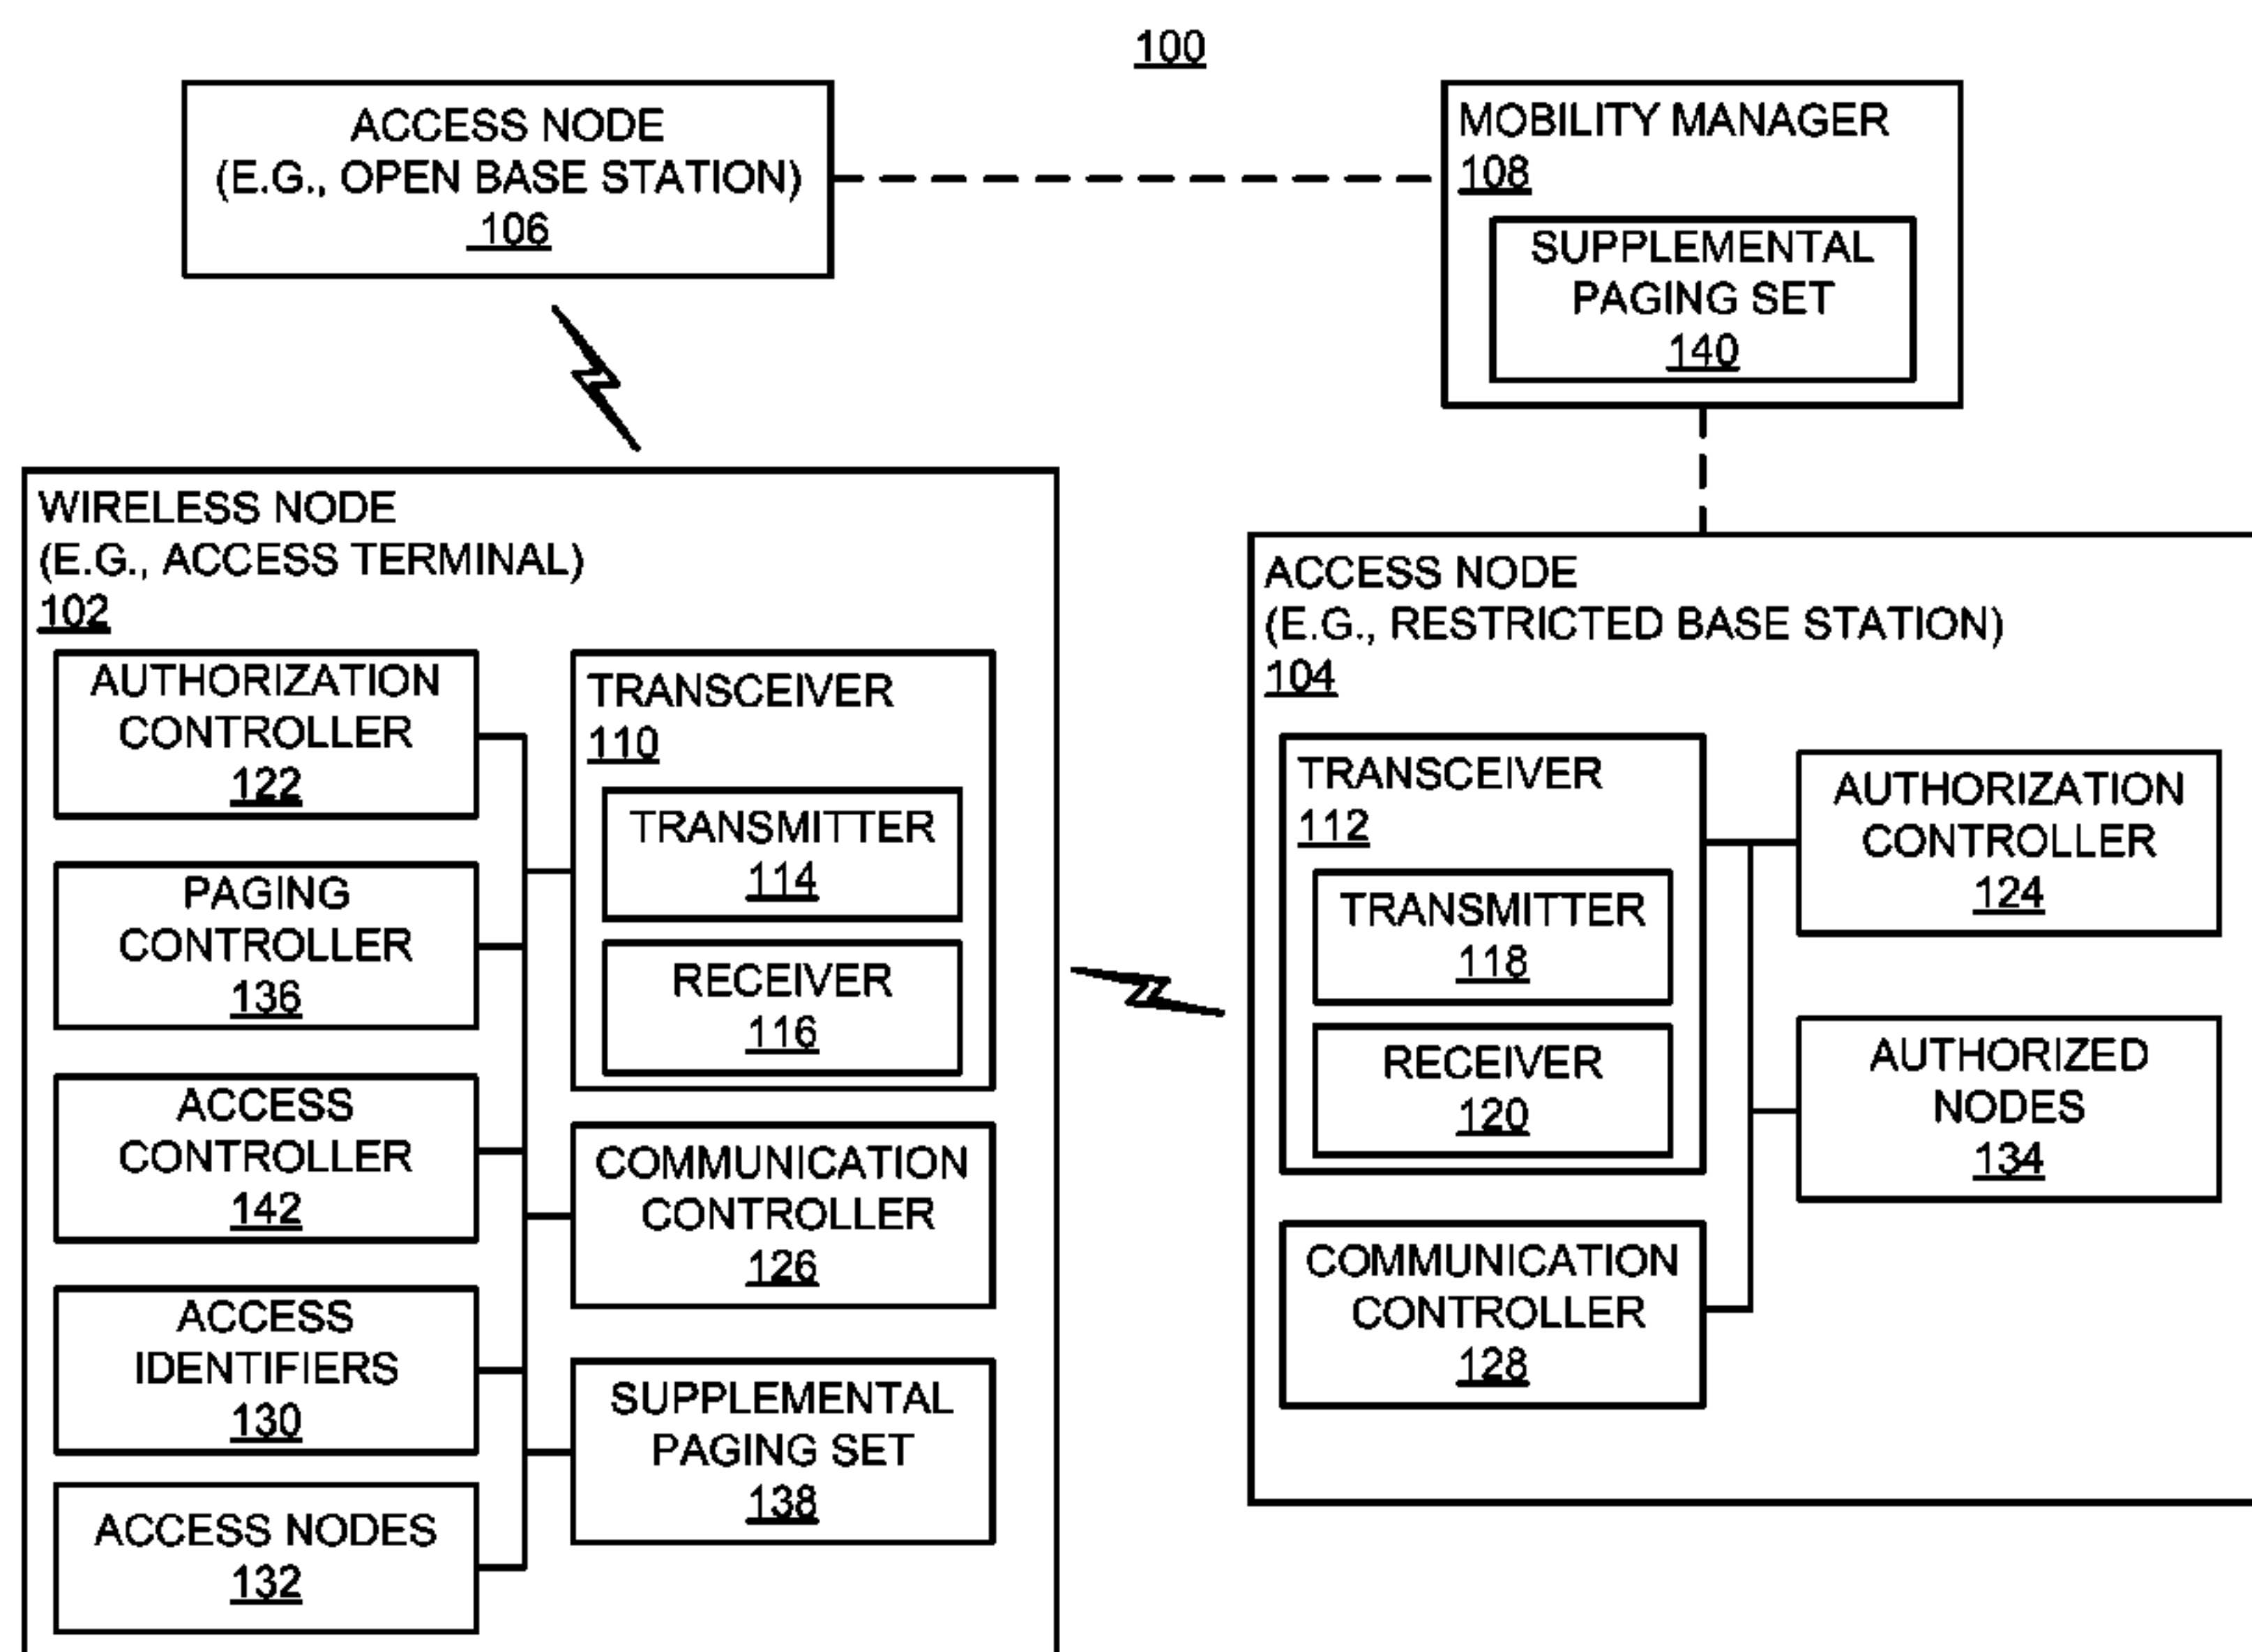 100
ACCESS NODE
(E.G., OPEN BASE STATION)
106
MOBILITY MANAGER
108
SUPPLEMENTAL
PAGING SET
140
WIRELESS NODE
(E.G., ACCESS TERMINAL)
102
AUTHORIZATION
CONTROLLER
122
PAGING
CONTROLLER
136
ACCESS
CONTROLLER
142
ACCESS
IDENTIFIERS
130
ACCESS NODES
132
TRANSCEIVER
110
TRANSMITTER
114
RECEIVER
116
COMMUNICATION
CONTROLLER
126
SUPPLEMENTAL
PAGING SET
138
ACCESS NODE
(E.G., RESTRICTED BASE STATION)
104
TRANSCEIVER
112
TRANSMITTER
118
RECEIVER
120
COMMUNICATION
CONTROLLER
128
AUTHORIZATION
CONTROLLER
124
AUTHORIZED
NODES
134